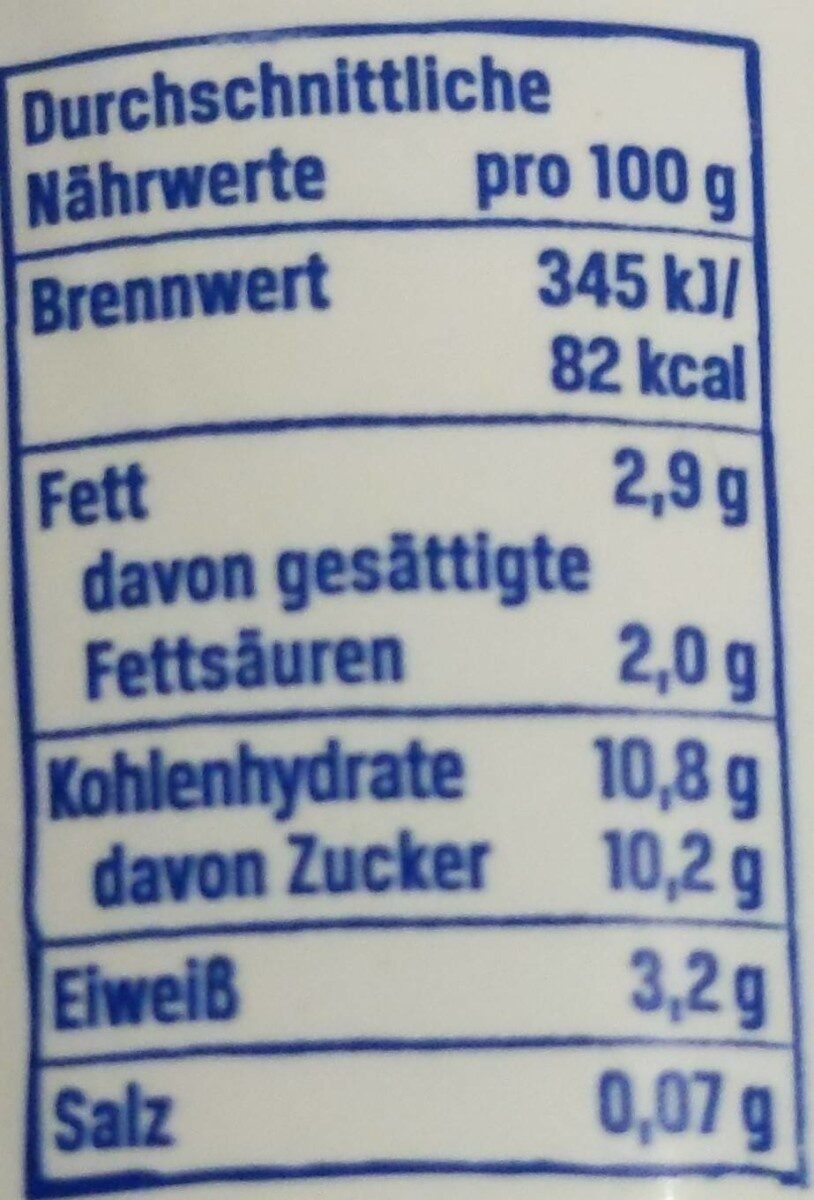 Durchschnittliche
Nährwerte pro 100 g
Brennwert 345 kJ/
82 kcal
Fett 2,9 g
davon gesättigte
Fettsäuren 2,0 g
Kohlenhydrate 10,8 g
davon Zucker 10,2 g
Eiweiß 3,2 g
Salz 0,07 g